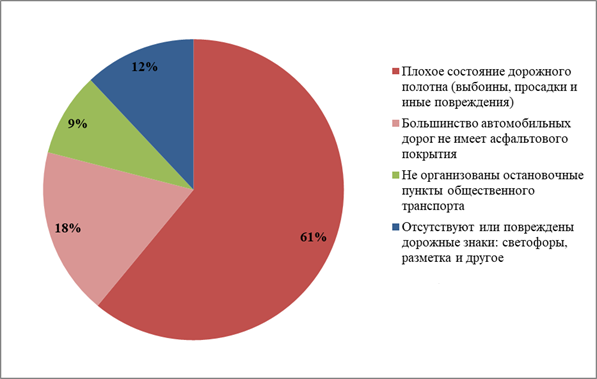 12%
9%
18%
61%
Плохое состояние дорожного
полотна (выбоины, просадки и
иные повреждения)
Большинство автомобильных
дорог не имеет асфальтового
покрытия
Не организованы остановочные
пункты общественного
транспорта
Отсутствуют или повреждены
дорожные знаки: светофоры,
разметка и другое